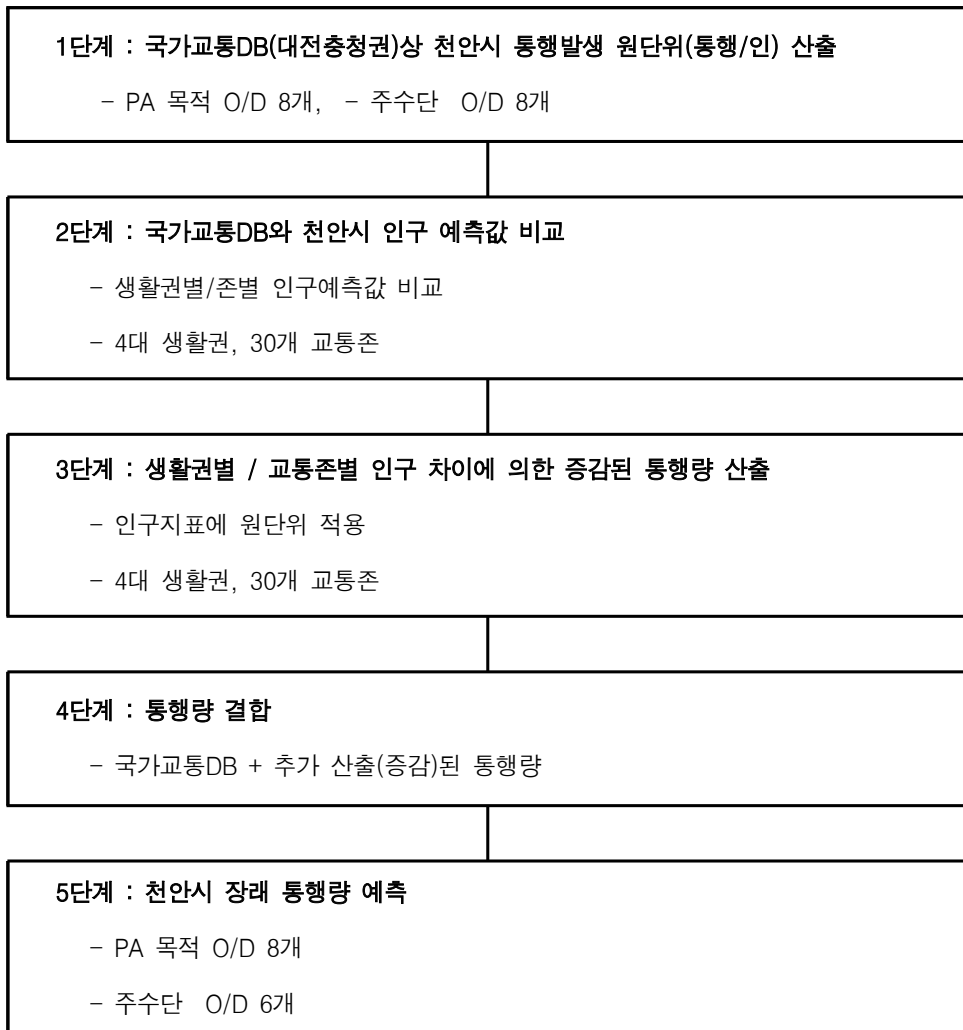 1단계 : 국가교통DB(대전충청권)상 천안시 통행발생 원단위(통행/인) 산출
- PA 목적 O/D 8개, - 주수단 O/D 8개
2단계 : 국가교통DB와 천안시 인구 예측값 비교
- 생활권별/존별 인구예측값 비교
- 4대 생활권, 30개 교통존
3단계 : 생활권별 / 교통존별 인구 차이에 의한 증감된 통행량 산출
- 인구지표에 원단위 적용
- 4대 생활권, 30개 교통존
4단계 : 통행량 결합
- 국가교통DB + 추가 산출(증감)된 통행량
5단계 : 천안시 장래 통행량 예측
- PA 목적 O/D 8개
- 주수단 O/D 6개